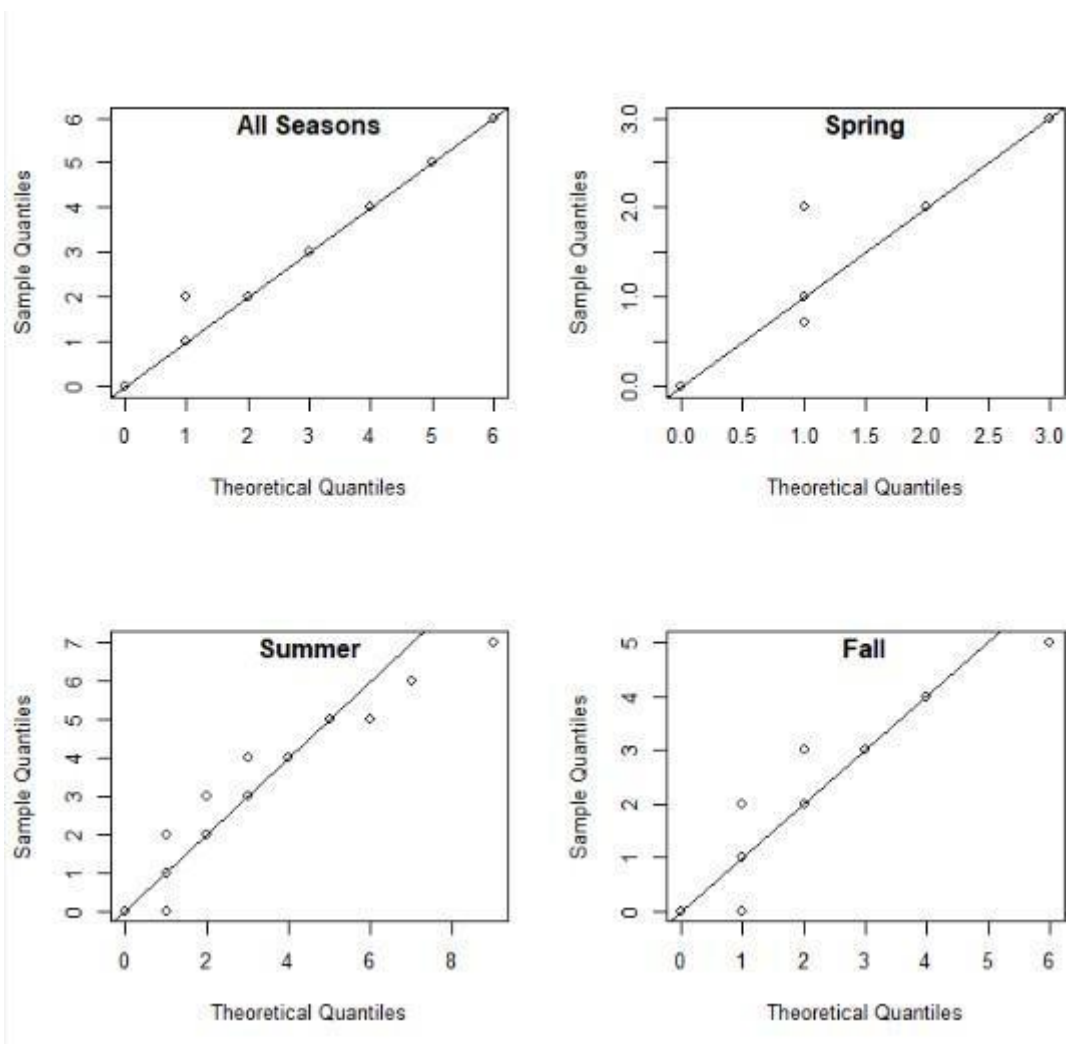 All Seasons
Sample Quantiles
0 1 2 3 4 5 6
0 1 2 3 4 5 6
Theoretical Quantiles
Spring
Sample Quantiles
0.0 1.0 2.0 3.0
0.0 0.5 1.0 1.5 2.0 2.5 3.0
Theoretical Quantiles
Summer
Sample Quantiles
0 1 2 3 4 5 6 7
0 2 4 6 8
Theoretical Quantiles
Fall
Sample Quantiles
0 1 2 3 4 5
0 1 2 3 4 5 6
Theoretical Quantiles